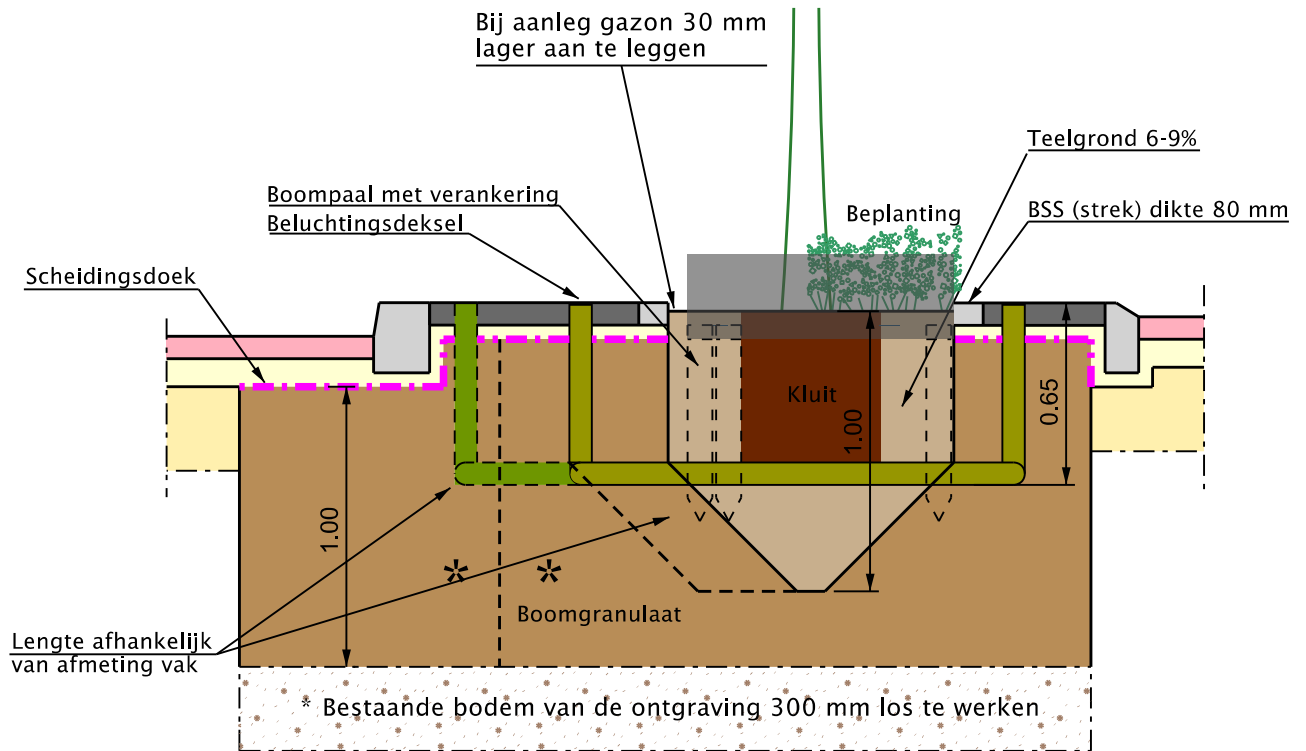 Bij aanleg gazon 30 mm
lager aan te leggen
Teelgrond 6-9%
Boompaal met verankering
Beluchtingsdeksel
Beplanting
BSS (strek) dikte 80 mm
Scheidingsdoek
Kluit
1.00
0.65
1.00
* *
Boomgranulaat
Lengte afhankelijk
van afmeting vak
* Bestaande bodem van de ontgraving 300 mm los te werken